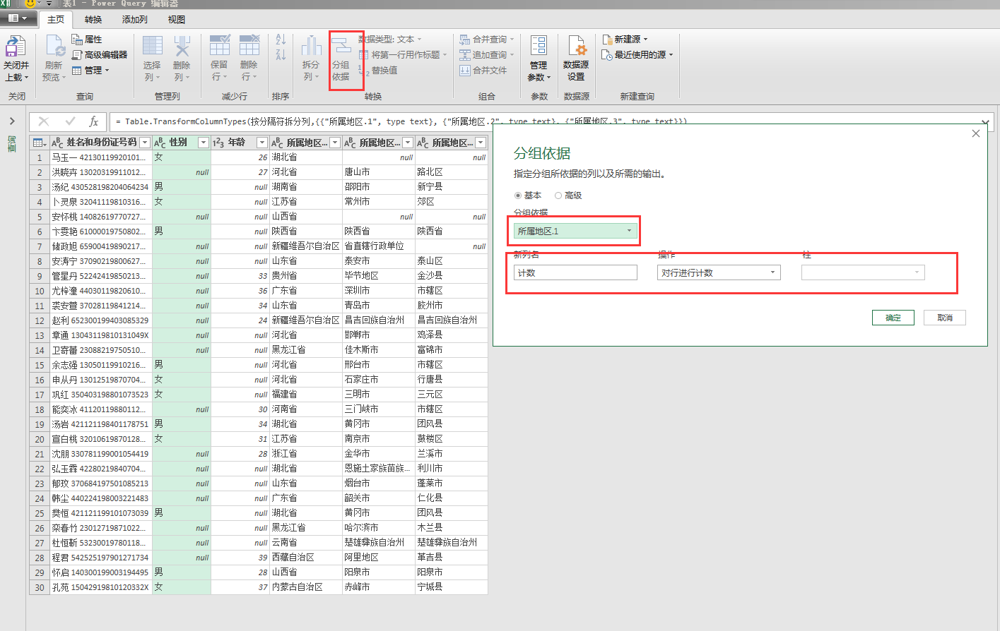 表1 - Power Query 编辑器
主页 转换 添加列 视图
关闭并上载 刷新预览 属性 高级编辑器 管理 选择列 删除列 保留行 删除行 拆分列 分组依据 数据类型: 文本 将第一行用作标题 替换值 合并查询 追加查询 合并文件 管理参数 数据源设置 新建源 最近使用的源
关闭 查询 管理列 减少行 排序 转换 组合 参数 数据源 新建查询
fx = Table.TransformColumnTypes(按分隔符拆分列,{{"所属地区.1", type text}, {"所属地区.2", type text}, {"所属地区.3", type text}})
查询
姓名和身份证号码 性别 年龄 所属地区... 所属地区... 所属地区...
1 马玉一 42130119920101... 女 26 湖北省 null null
2 洪晓卉 13020319911012... null 27 河北省 唐山市 路北区
3 汤纪 430528198204064234 男 null 湖南省 邵阳市 新宁县
4 卜灵泉 32041119810316... 女 null 江苏省 常州市 郊区
5 安怀桃 14082619770727... null null 山西省 null null
6 卞雯艳 61000019750802... 男 null 陕西省 陕西省 陕西省
7 储政旭 65900419890217... null null 新疆维吾尔自治区 省直辖行政单位 null
8 安涛宁 37090219800627... null null 山东省 泰安市 泰山区
9 管星丹 52242419850213... null 33 贵州省 毕节地区 金沙县
10 尤梓潼 44030119820610... null 36 广东省 深圳市 市辖区
11 裘安萱 37028119841214... null 34 山东省 青岛市 胶州市
12 赵利 652300199403085329 null 24 新疆维吾尔自治区 昌吉回族自治州 昌吉回族自治州
13 章通 13043119810131049X null null 河北省 邯郸市 鸡泽县
14 卫寄蕾 23088219750510... null null 黑龙江省 佳木斯市 富锦市
15 余志强 13050119910216... 男 null 河北省 邢台市 市辖区
16 申从丹 13012519870704... 女 null 河北省 石家庄市 行唐县
17 巩红 350403198801073523 女 null 福建省 三明市 三元区
18 能奕冰 41120119880112... null 30 河南省 三门峡市 市辖区
19 汤岩 421121198401178751 男 34 湖北省 黄冈市 团风县
20 宣白桃 32010619870128... 女 31 江苏省 南京市 鼓楼区
21 沈朋 330781199001054419 null 28 浙江省 金华市 兰溪市
22 弘玉霖 42280219840704... null null 湖北省 恩施土家族苗族... 利川市
23 郁玟 370684197501085213 null null 山东省 烟台市 蓬莱市
24 韩尘 440224198003221483 null null 广东省 韶关市 仁化县
25 樊恒 421121199101073039 男 null 湖北省 黄冈市 团风县
26 栾春竹 23012719871022... null null 黑龙江省 哈尔滨市 木兰县
27 杜恒靳 53230019780118... null null 云南省 楚雄彝族自治州 楚雄彝族自治州
28 程君 542525197901271734 null 39 西藏自治区 阿里地区 革吉县
29 怀启 140300199003194495 男 28 山西省 阳泉市 阳泉市
30 孔苑 15042919810120332X 女 37 内蒙古自治区 赤峰市 宁城县
分组依据
指定分组所依据的列以及所需的输出。
基本 高级
分组依据
所属地区.1
新列名 操作 柱
计数 对行进行计数
确定 取消